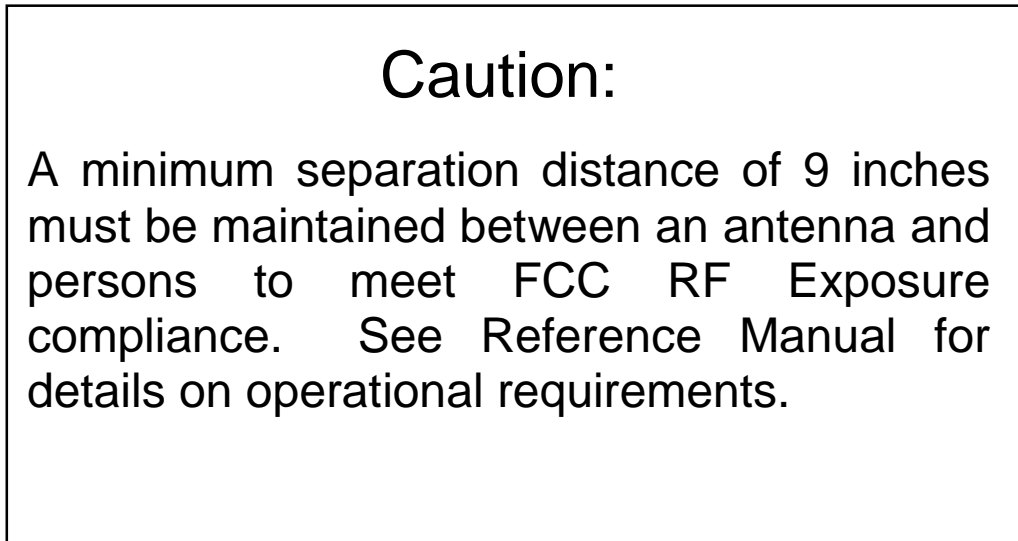 Caution:
A minimum separation distance of 9 inches
must be maintained between an antenna and
persons to meet FCC RF Exposure
compliance. See Reference Manual for
details on operational requirements.